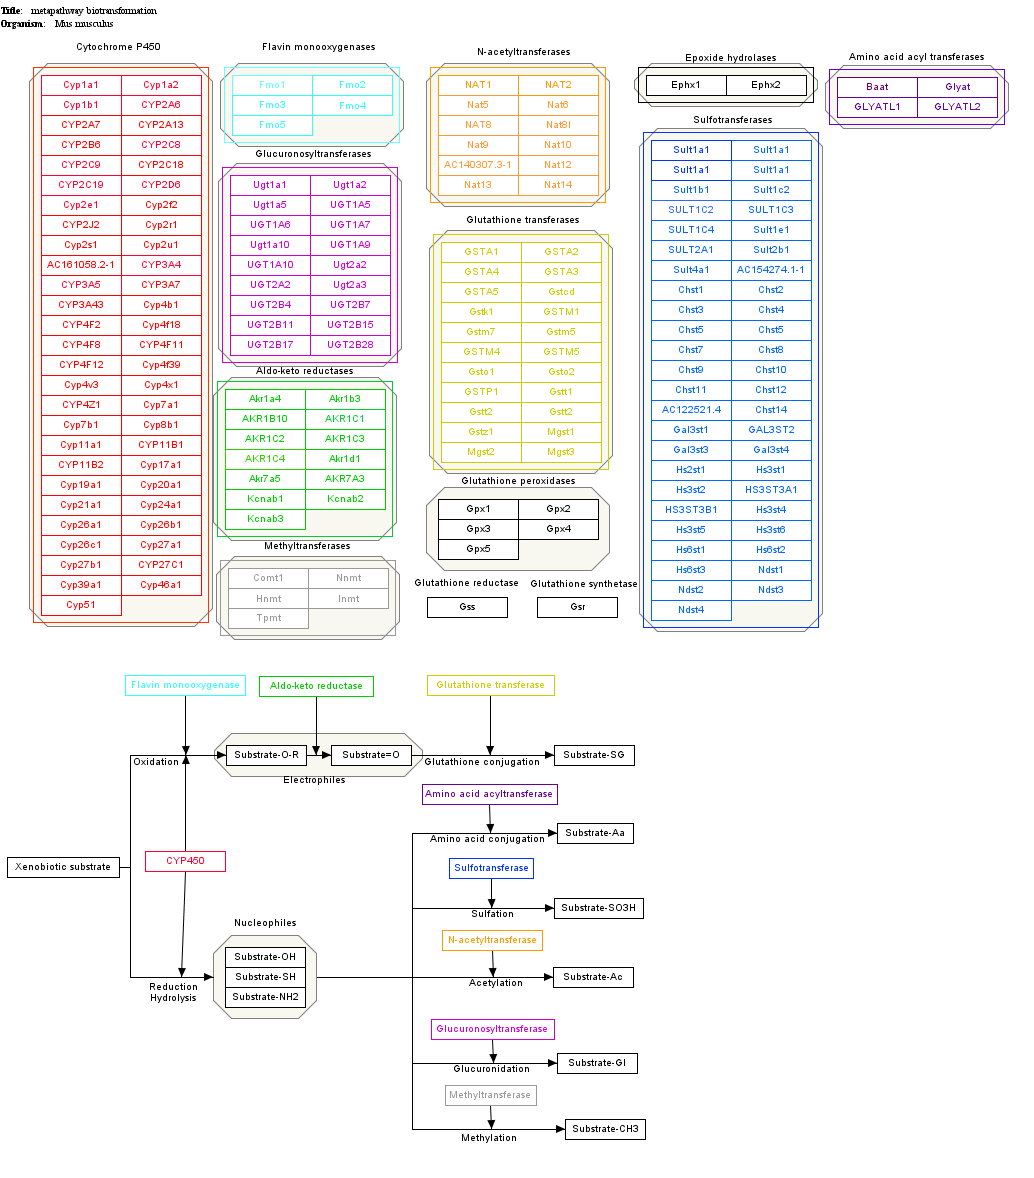 Title: metapathway biotransformation
Organism: Mus musculus
Cytochrome P450
Cyp1a1 Cyp1a2
Cyp1b1 CYP2A6
CYP2A7 CYP2A13
CYP2B6 CYP2C8
CYP2C9 CYP2C18
CYP2C19 CYP2D6
Cyp2e1 Cyp2f2
CYP2J2 Cyp2r1
Cyp2s1 Cyp2u1
AC161058.2-1 CYP3A4
CYP3A5 CYP3A7
CYP3A43 Cyp4b1
CYP4F2 Cyp4f18
CYP4F8 CYP4F11
CYP4F12 Cyp4f39
Cyp4v3 Cyp4x1
CYP4Z1 Cyp7a1
Cyp7b1 Cyp8b1
Cyp11a1 CYP11B1
CYP11B2 Cyp17a1
Cyp19a1 Cyp20a1
Cyp21a1 Cyp24a1
Cyp26a1 Cyp26b1
Cyp26c1 Cyp27a1
Cyp27b1 CYP27C1
Cyp39a1 Cyp46a1
Cyp51
Flavin monooxygenases
Fmo1 Fmo2
Fmo3 Fmo4
Fmo5
Glucuronosyltransferases
Ugt1a1 Ugt1a2
Ugt1a5 UGT1A5
UGT1A6 UGT1A7
Ugt1a10 UGT1A9
UGT1A10 Ugt2a2
UGT2A2 Ugt2a3
UGT2B4 UGT2B7
UGT2B11 UGT2B15
UGT2B17 UGT2B28
Aldo-keto reductases
Akr1a4 Akr1b3
AKR1B10 AKR1C1
AKR1C2 AKR1C3
AKR1C4 Akr1d1
Akr7a5 AKR7A3
Kcnab1 Kcnab2
Kcnab3
Methyltransferases
Comt1 Nnmt
Hnmt Inmt
Tpmt
N-acetyltransferases
NAT1 NAT2
Nat5 Nat6
NAT8 Nat8l
Nat9 Nat10
AC140307.3-1 Nat12
Nat13 Nat14
Glutathione transferases
GSTA1 GSTA2
GSTA4 GSTA3
GSTA5 Gstcd
Gstk1 GSTM1
Gstm7 Gstm5
GSTM4 GSTM5
Gsto1 Gsto2
GSTP1 Gstt1
Gstt2 Gstt2
Gstz1 Mgst1
Mgst2 Mgst3
Glutathione peroxidases
Gpx1 Gpx2
Gpx3 Gpx4
Gpx5
Glutathione reductase Glutathione synthetase
Gss Gsr
Epoxide hydrolases
Ephx1 Ephx2
Sulfotransferases
Sult1a1 Sult1a1
Sult1a1 Sult1a1
Sult1b1 Sult1c2
SULT1C2 SULT1C3
SULT1C4 Sult1e1
SULT2A1 Sult2b1
Sult4a1 AC154274.1-1
Chst1 Chst2
Chst3 Chst4
Chst5 Chst5
Chst7 Chst8
Chst9 Chst10
Chst11 Chst12
AC122521.4 Chst14
Gal3st1 GAL3ST2
Gal3st3 Gal3st4
Hs2st1 Hs3st1
Hs3st2 HS3ST3A1
HS3ST3B1 Hs3st4
Hs3st5 Hs3st6
Hs6st1 Hs6st2
Hs6st3 Ndst1
Ndst2 Ndst3
Ndst4
Amino acid acyl transferases
Baat Glyat
GLYATL1 GLYATL2
Flavin monooxygenase Aldo-keto reductase Glutathione transferase
Oxidation Substrate-O-R Substrate=O Glutathione conjugation Substrate-SG
Electrophiles
Amino acid acyltransferase
Amino acid conjugation Substrate-Aa
Xenobiotic substrate CYP450
Sulfotransferase
Sulfation Substrate-SO3H
Nucleophiles
N-acetyltransferase
Substrate-OH
Substrate-SH
Substrate-NH2
Reduction
Hydrolysis
Acetylation Substrate-Ac
Glucuronosyltransferase
Glucuronidation Substrate-Gl
Methyltransferase
Methylation Substrate-CH3